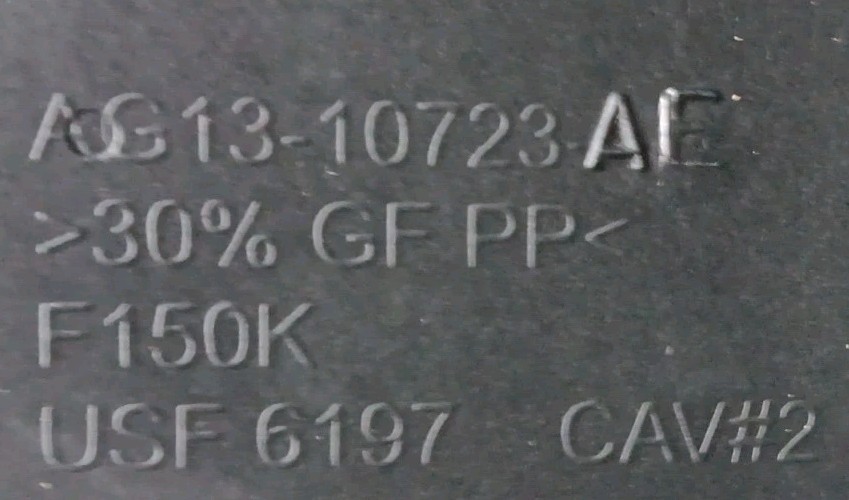 AG13-10723-AE
>30% GF PP<
F150K
USF 6197 CAV#2